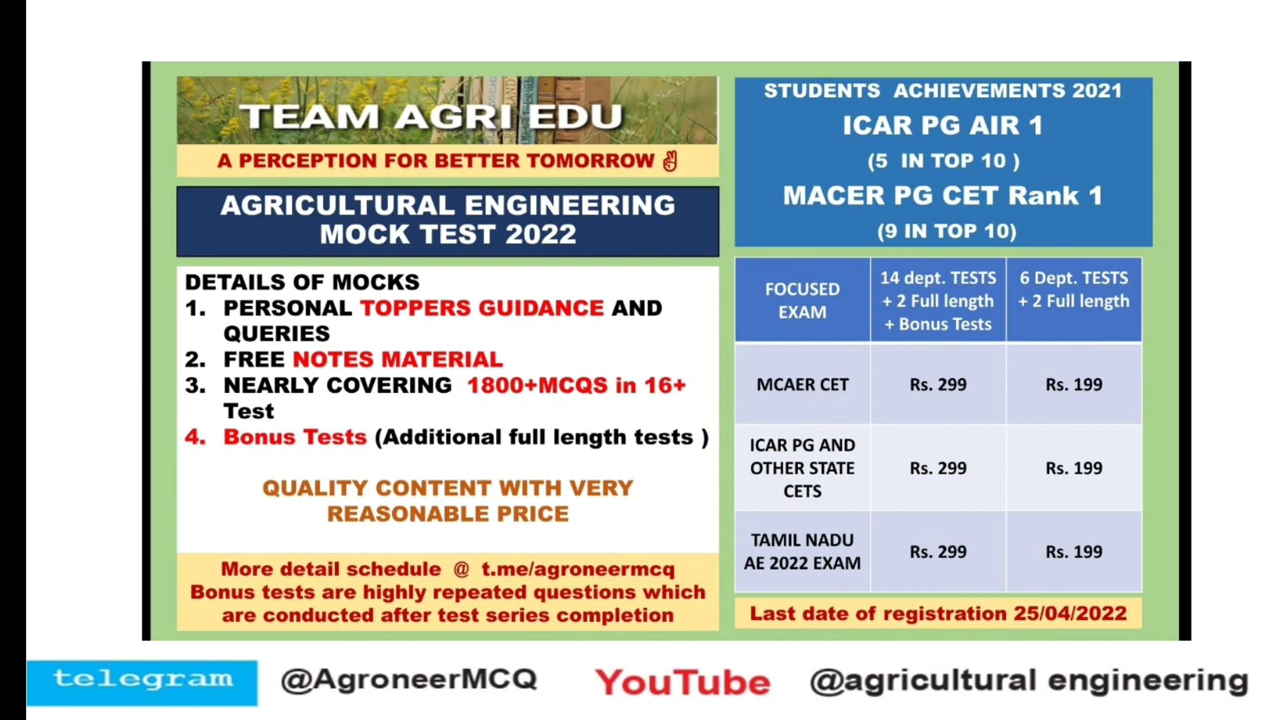 TEAM AGRI EDU
A PERCEPTION FOR BETTER TOMORROW ✌
AGRICULTURAL ENGINEERING
MOCK TEST 2022
DETAILS OF MOCKS
1. PERSONAL TOPPERS GUIDANCE AND
QUERIES
2. FREE NOTES MATERIAL
3. NEARLY COVERING 1800+MCQS in 16+
Test
4. Bonus Tests (Additional full length tests )
QUALITY CONTENT WITH VERY
REASONABLE PRICE
More detail schedule @ t.me/agroneermcq
Bonus tests are highly repeated questions which
are conducted after test series completion
STUDENTS ACHIEVEMENTS 2021
ICAR PG AIR 1
(5 IN TOP 10 )
MACER PG CET Rank 1
(9 IN TOP 10)
FOCUSED
EXAM
14 dept. TESTS
+ 2 Full length
+ Bonus Tests
6 Dept. TESTS
+ 2 Full length
MCAER CET
Rs. 299
Rs. 199
ICAR PG AND
OTHER STATE
CETS
Rs. 299
Rs. 199
TAMIL NADU
AE 2022 EXAM
Rs. 299
Rs. 199
Last date of registration 25/04/2022
telegram @AgroneerMCQ YouTube @agricultural engineering